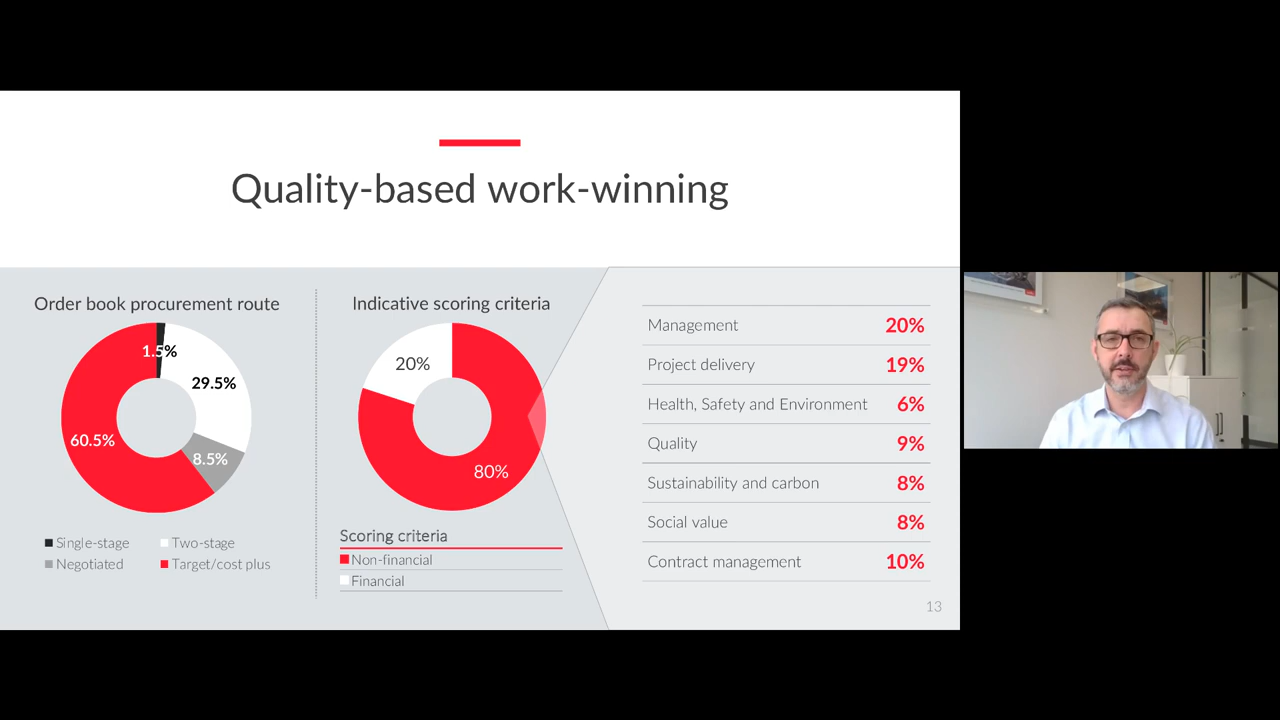 Quality-based work-winning
Order book procurement route
1.5%
29.5%
60.5%
8.5%
Single-stage
Two-stage
Negotiated
Target/cost plus
Indicative scoring criteria
20%
80%
Scoring criteria
Non-financial
Financial
Management 20%
Project delivery 19%
Health, Safety and Environment 6%
Quality 9%
Sustainability and carbon 8%
Social value 8%
Contract management 10%
13